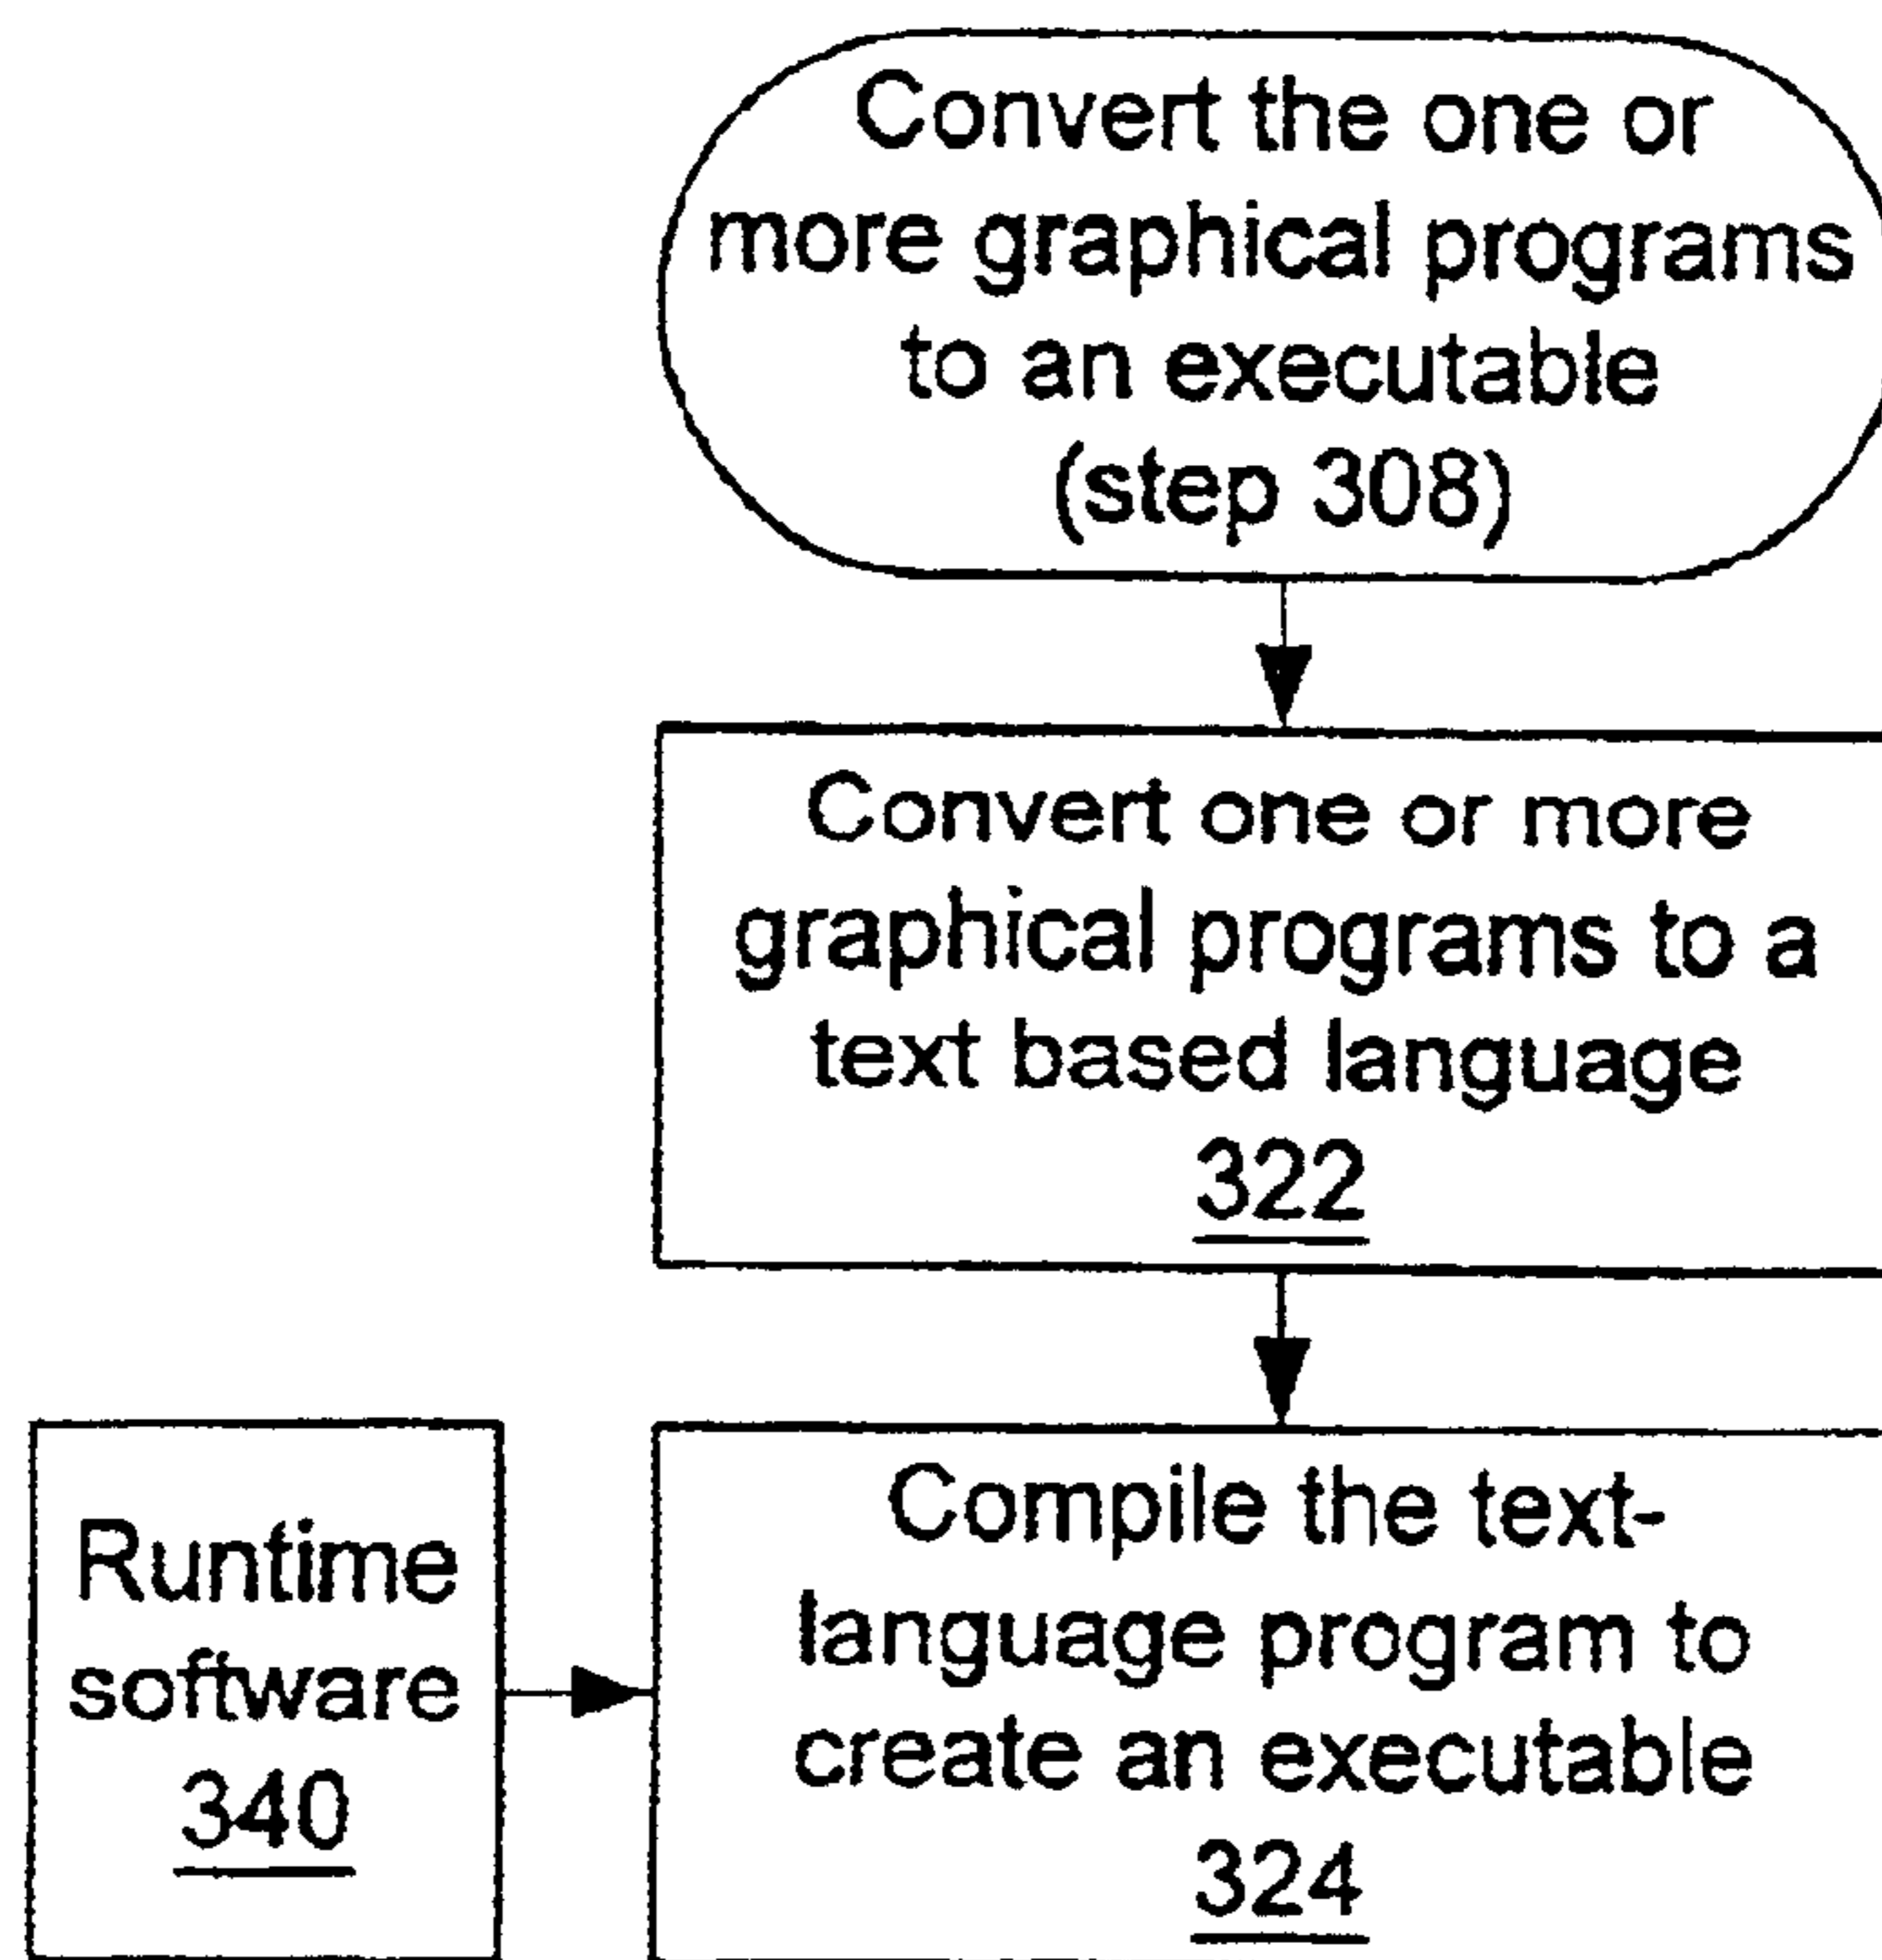 Convert the one or
more graphical programs
to an executable
(step 308)
Convert one or more
graphical programs to a
text based language
322
Runtime
software
340
Compile the text-
language program to
create an executable
324